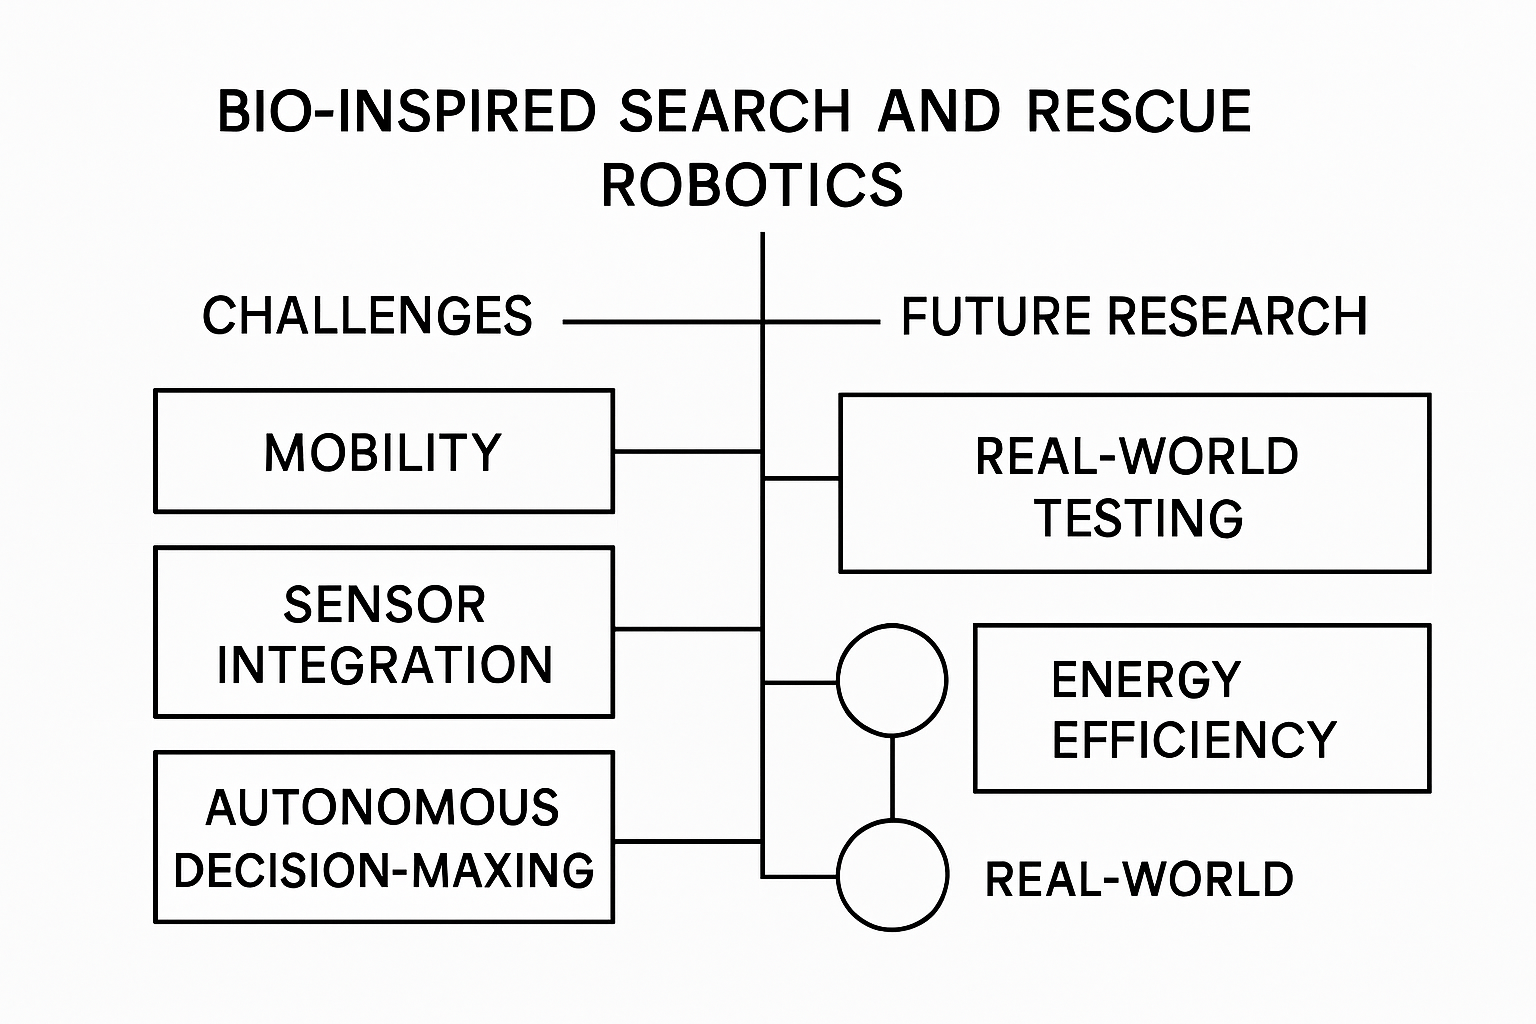 BIO-INSPIRED SEARCH AND RESCUE
ROBOTICS
CHALLENGES
FUTURE RESEARCH
MOBILITY
SENSOR
INTEGRATION
AUTONOMOUS
DECISION-MAXING
REAL-WORLD
TESTING
ENERGY
EFFICIENCY
REAL-WORLD